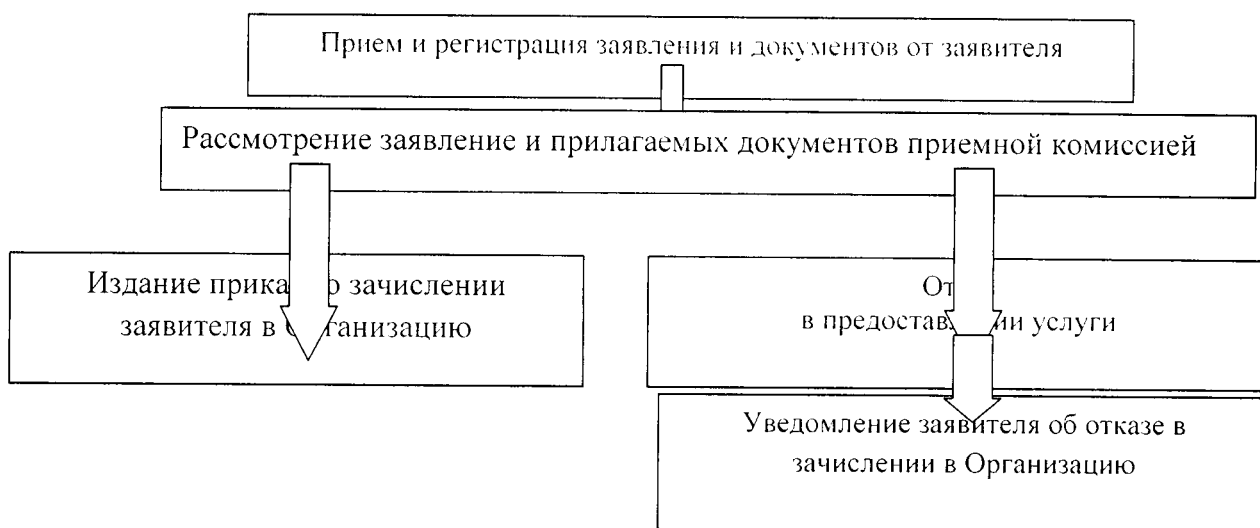 Прием и регистрация заявления и документов от заявителя
Рассмотрение заявление и прилагаемых документов приемной комиссией
Издание о зачислении
заявителя в
в услуги
Уведомление заявителя об отказе в
зачислении в Организацию